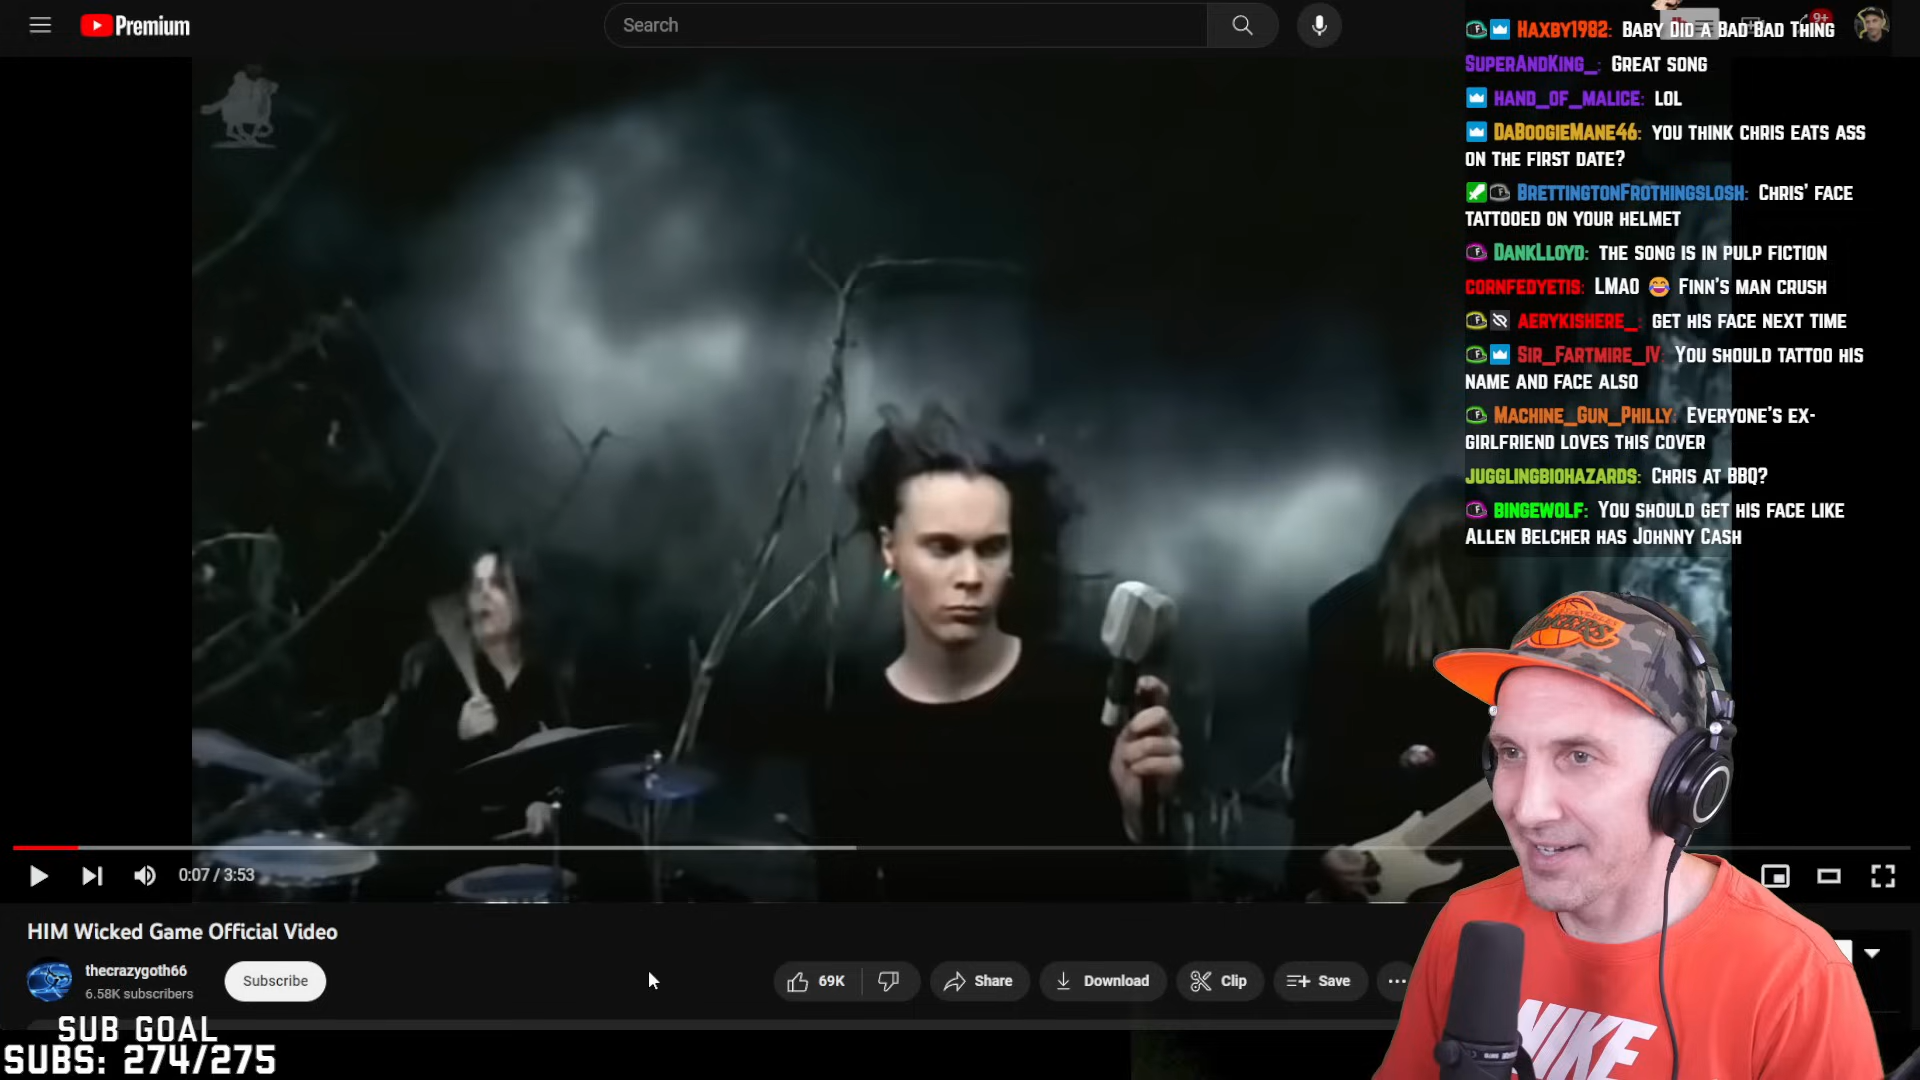 Premium
Search
9+
HAXBY1982: BABY DID A BAD BAD THING
SUPERANDKING_: GREAT SONG
HAND_OF_MALICE: LOL
DABOOGIEMANE46: YOU THINK CHRIS EATS ASS
ON THE FIRST DATE?
BRETTINGTONFROTHINGSLOSH: CHRIS' FACE
TATTOOED ON YOUR HELMET
DANKLLOYD: THE SONG IS IN PULP FICTION
CORNFEDYETIS: LMAO 😂 FINN'S MAN CRUSH
AERYKISHERE_: GET HIS FACE NEXT TIME
SIR_FARTMIRE_IV: YOU SHOULD TATTOO HIS
NAME AND FACE ALSO
MACHINE_GUN_PHILLY: EVERYONE'S EX-
GIRLFRIEND LOVES THIS COVER
JUGGLINGBIOHAZARDS: CHRIS AT BBQ?
BINGEWOLF: YOU SHOULD GET HIS FACE LIKE
ALLEN BELCHER HAS JOHNNY CASH
0:07 / 3:53
HIM Wicked Game Official Video
thecrazygoth66
6.58K subscribers
Subscribe
69K
Share
Download
Clip
Save
SUB GOAL
SUBS: 274/275
NIKE